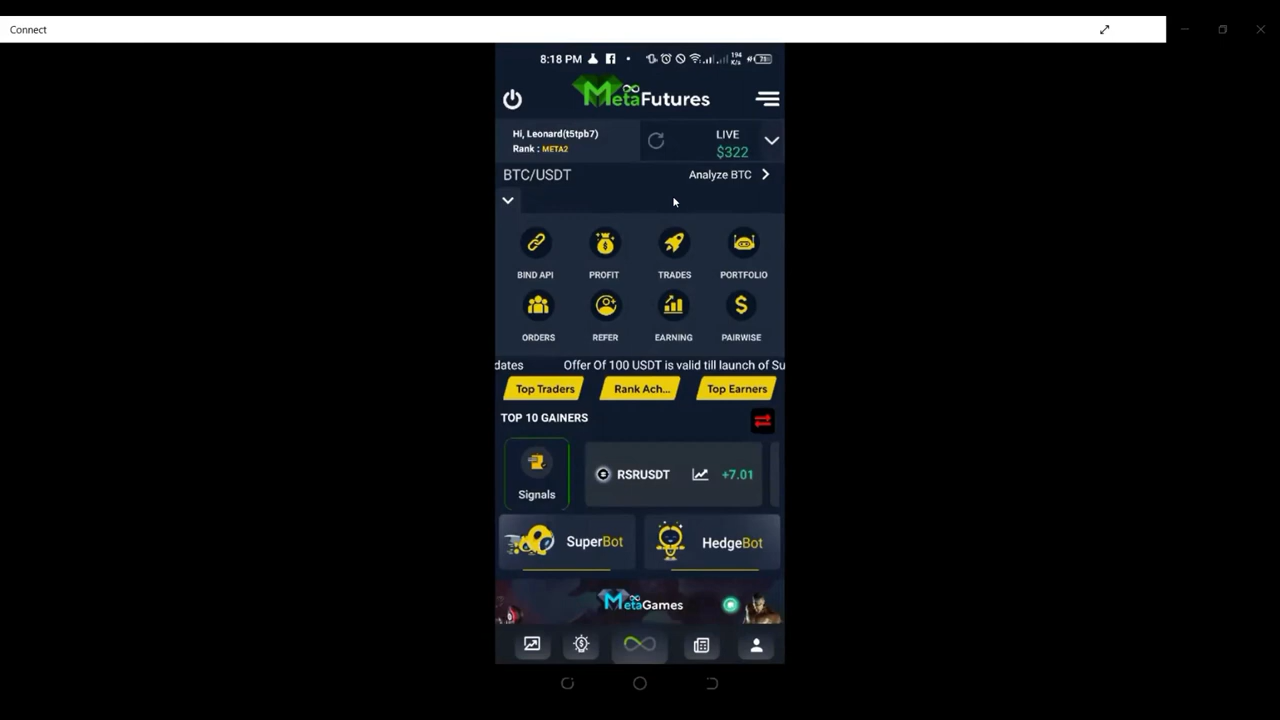 Connect
8:18 PM
194
K/s
71
MetaFutures
Hi, Leonard(t5tpb7)
Rank : META2
LIVE
$322
BTC/USDT
Analyze BTC
BIND API
PROFIT
TRADES
PORTFOLIO
ORDERS
REFER
EARNING
PAIRWISE
dates Offer Of 100 USDT is valid till launch of Su
Top Traders
Rank Ach...
Top Earners
TOP 10 GAINERS
Signals
RSRUSDT
+7.01
SuperBot
HedgeBot
MetaGames